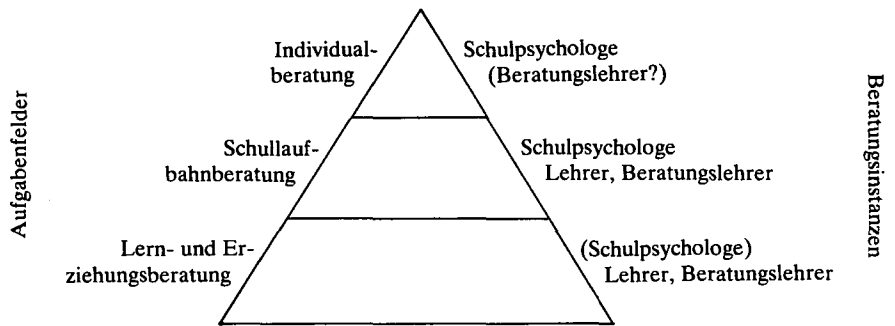 Aufgabenfelder
Individual-
beratung
Schulpsychologe
(Beratungslehrer?)
Schullauf-
bahnberatung
Schulpsychologe
Lehrer, Beratungslehrer
Lern- und Er-
ziehungsberatung
(Schulpsychologe)
Lehrer, Beratungslehrer
Beratungsinstanzen